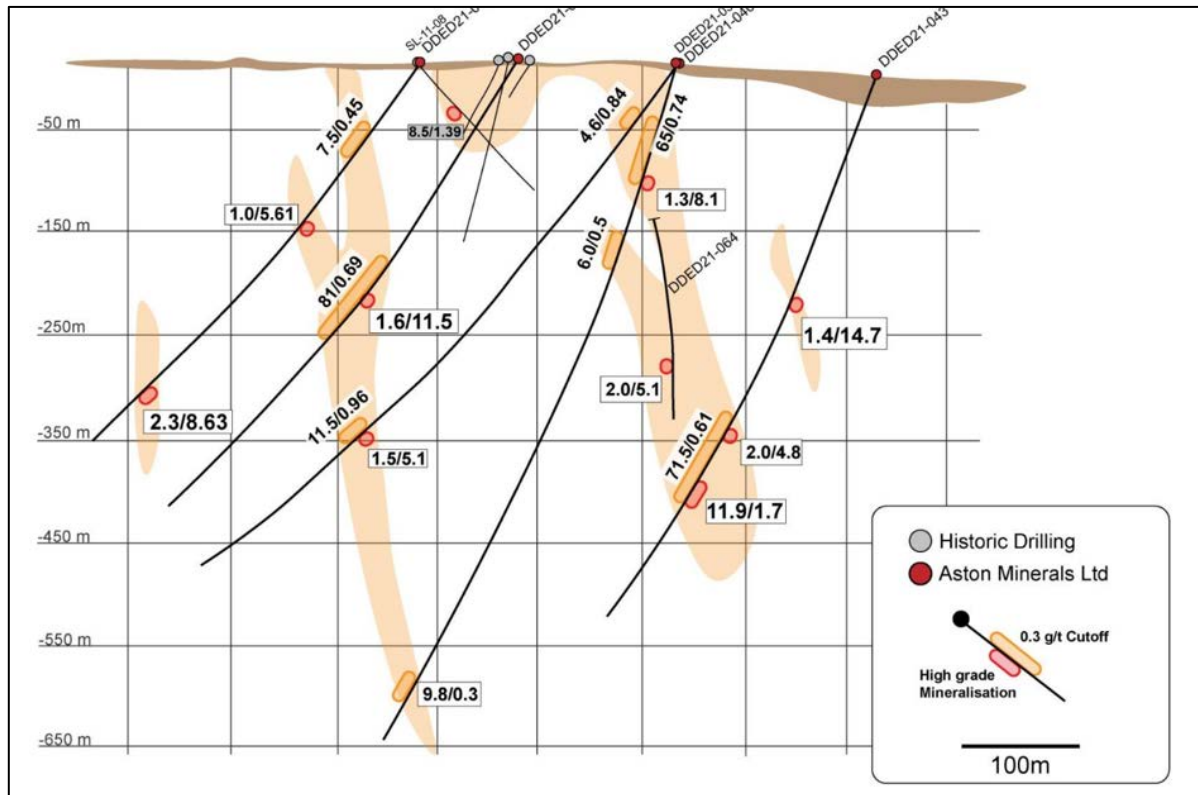 SL-11-08
DDED21-043
-50 m
7.5/0.45
8.5/1.39
4.6/0.84
65/0.74
1.3/8.1
-150 m
1.0/5.61
6.0/0.5
DDED21-064
81/0.69
1.6/11.5
-250m
1.4/14.7
2.3/8.63
2.0/5.1
-350 m
11.5/0.96
1.5/5.1
71.5/0.61
2.0/4.8
11.9/1.7
-450 m
-550 m
9.8/0.3
-650 m
Historic Drilling
Aston Minerals Ltd
0.3 g/t Cutoff
High grade
Mineralisation
100m